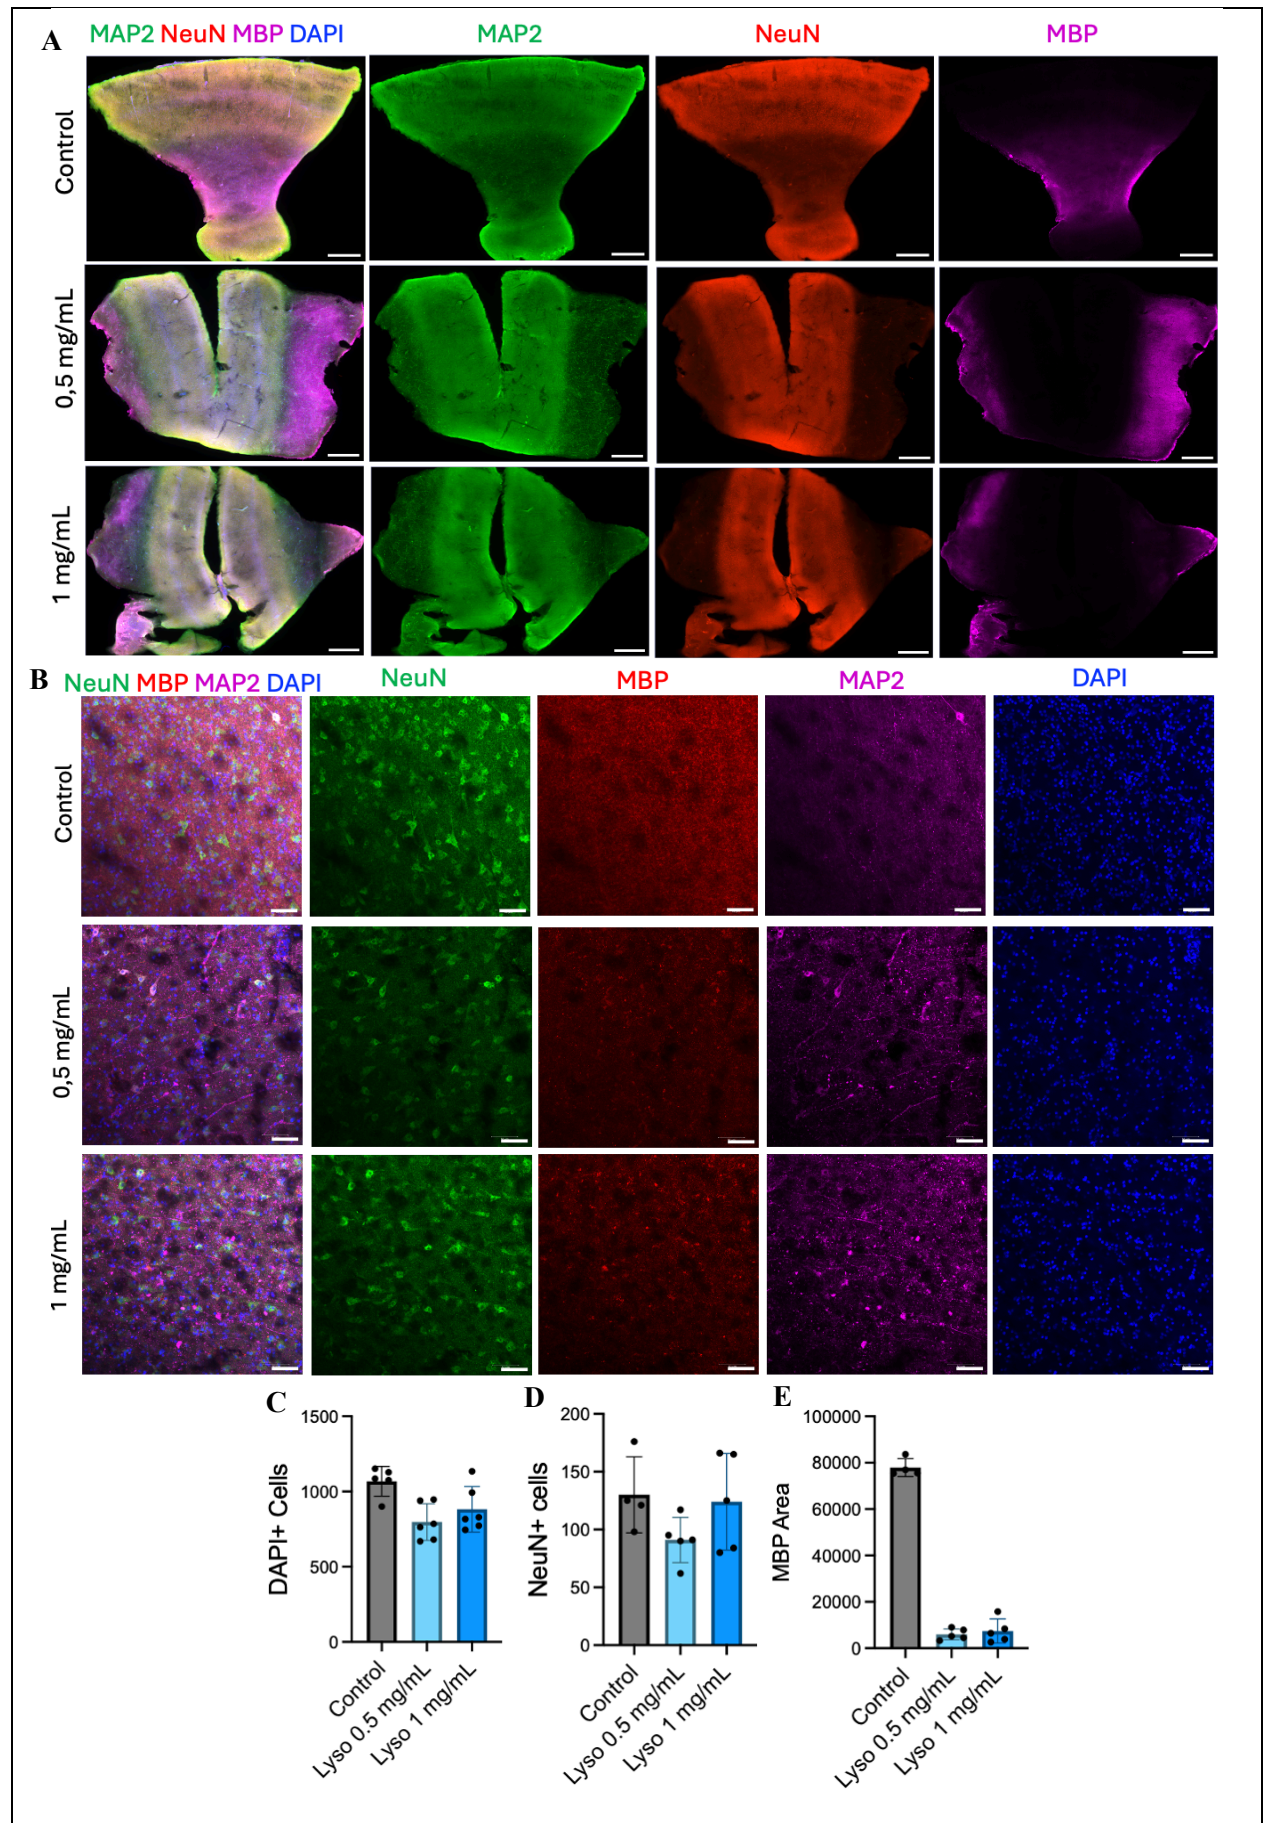 A
MAP2 NeuN MBP DAPI
MAP2
NeuN
MBP
Control
0,5 mg/mL
1 mg/mL
B
NeuN MBP MAP2 DAPI
NeuN
MBP
MAP2
DAPI
Control
0,5 mg/mL
1 mg/mL
C
DAPI+ Cells
1500
1000
500
0
Control
Lyso 0.5 mg/mL
Lyso 1 mg/mL
D
NeuN+ cells
200
150
100
50
0
Control
Lyso 0.5 mg/mL
Lyso 1 mg/mL
E
MBP Area
100000
80000
60000
40000
20000
0
Control
Lyso 0.5 mg/mL
Lyso 1 mg/mL